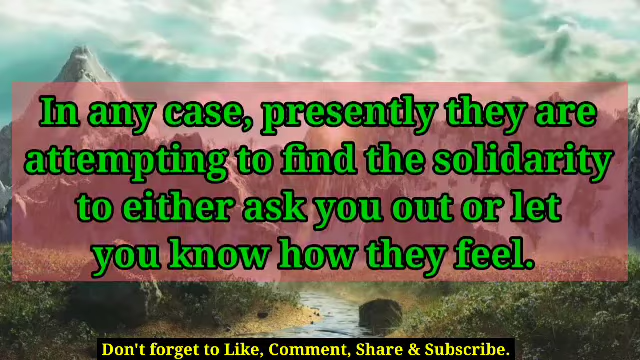 In any case, presently they are
attempting to find the solidarity
to either ask you out or let
you know how they feel.
Don't forget to Like, Comment, Share & Subscribe.